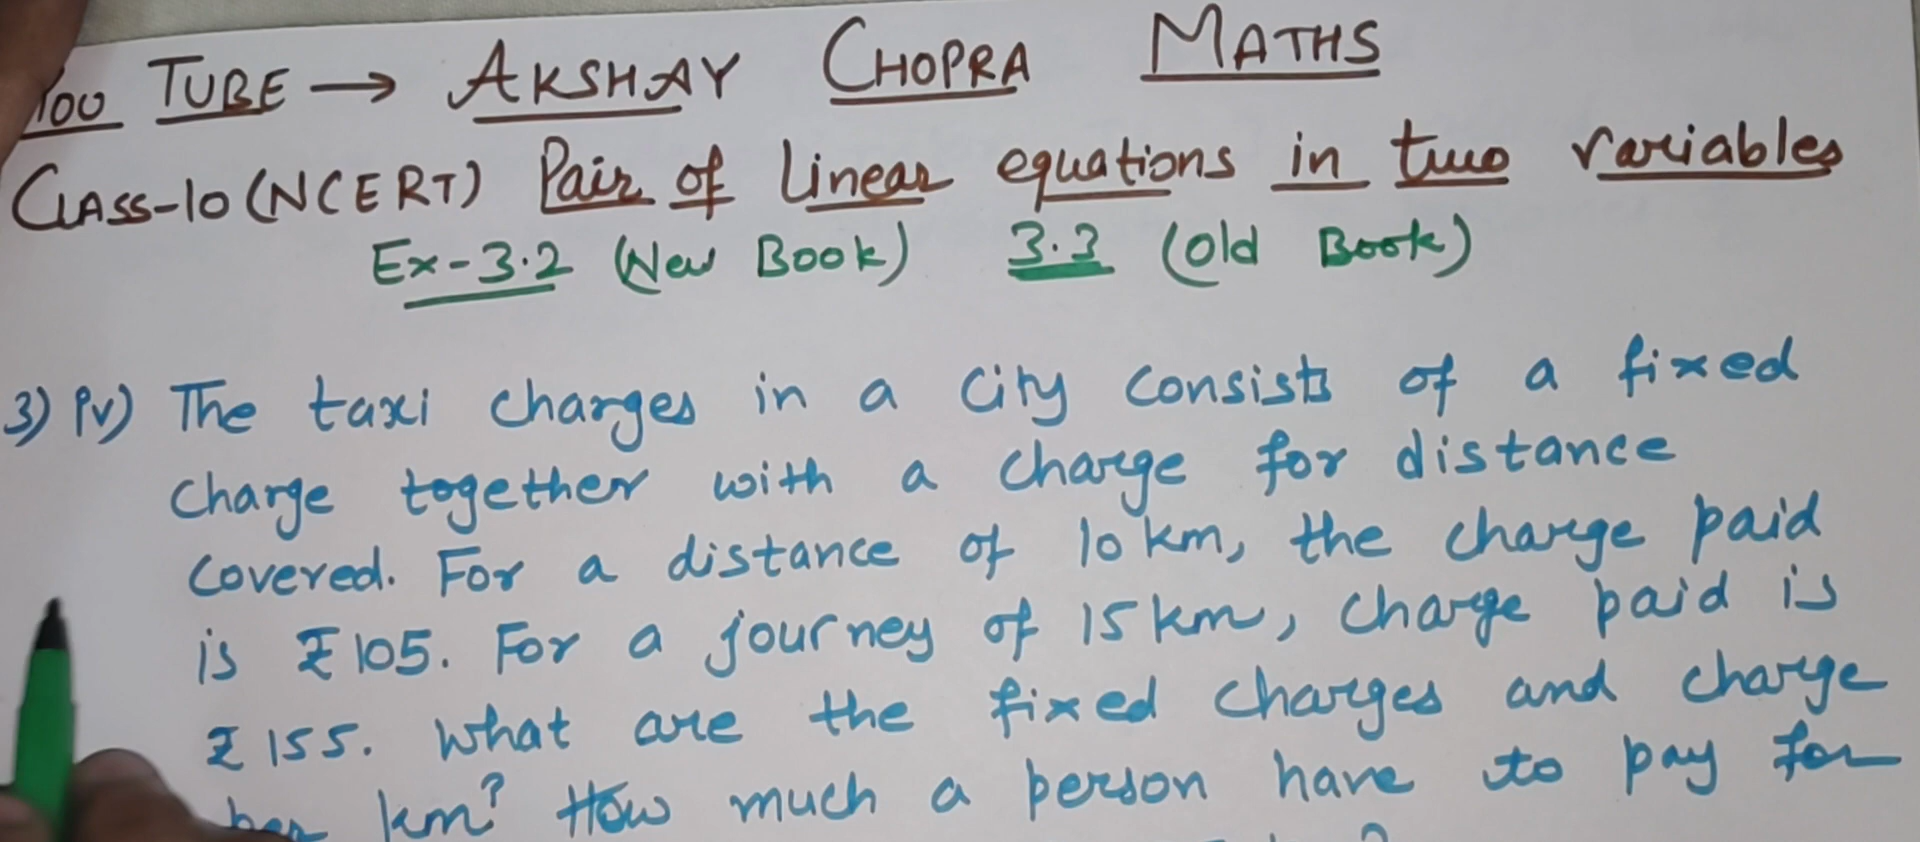 YOU TUBE → AKSHAY CHOPRA MATHS
CLASS-10 (NCERT) Pair of Linear equations in two variables
Ex-3.2 (New Book) 3.3 (Old Book)
3) iv) The taxi charges in a City consists of a fixed
charge together with a charge for distance
covered. For a distance of 10 km, the charge paid
is ₹105. For a journey of 15 km, charge paid is
₹155. What are the fixed charges and charge
per km? How much a person have to pay for